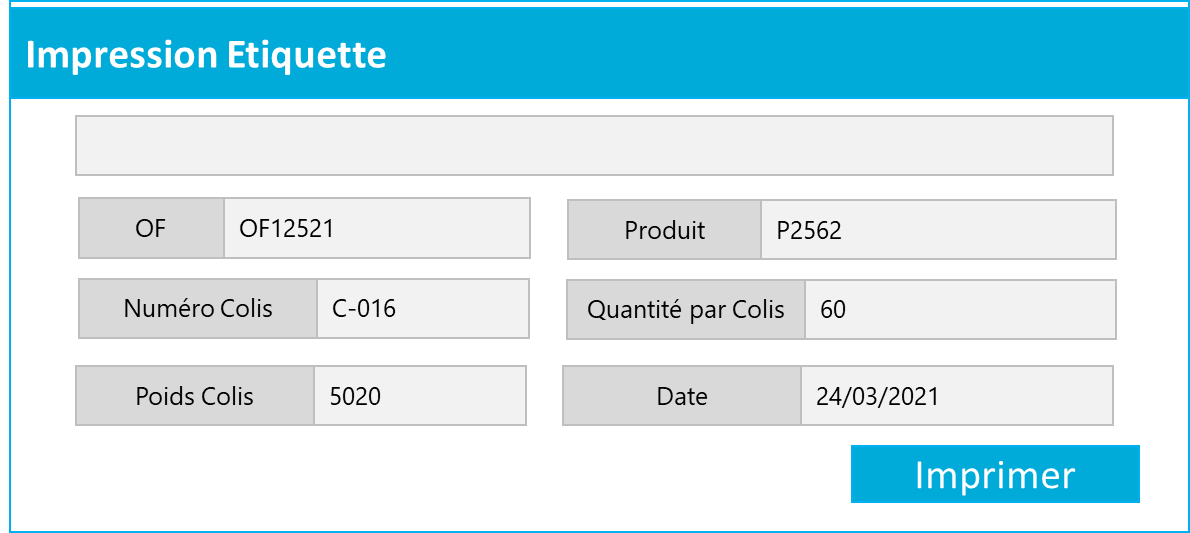 Impression Etiquette
OF OF12521 Produit P2562
Numéro Colis C-016 Quantité par Colis 60
Poids Colis 5020 Date 24/03/2021
Imprimer